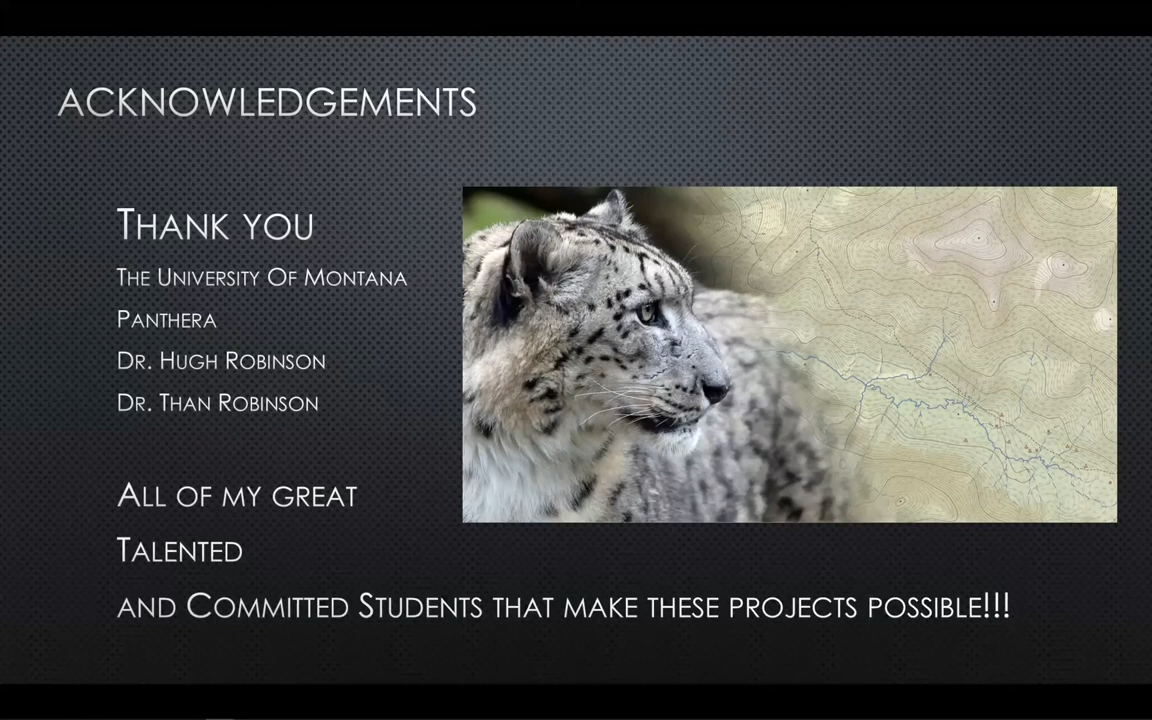 ACKNOWLEDGEMENTS
THANK YOU
THE UNIVERSITY OF MONTANA
PANTHERA
DR. HUGH ROBINSON
DR. THAN ROBINSON
ALL OF MY GREAT
TALENTED
AND COMMITTED STUDENTS THAT MAKE THESE PROJECTS POSSIBLE!!!